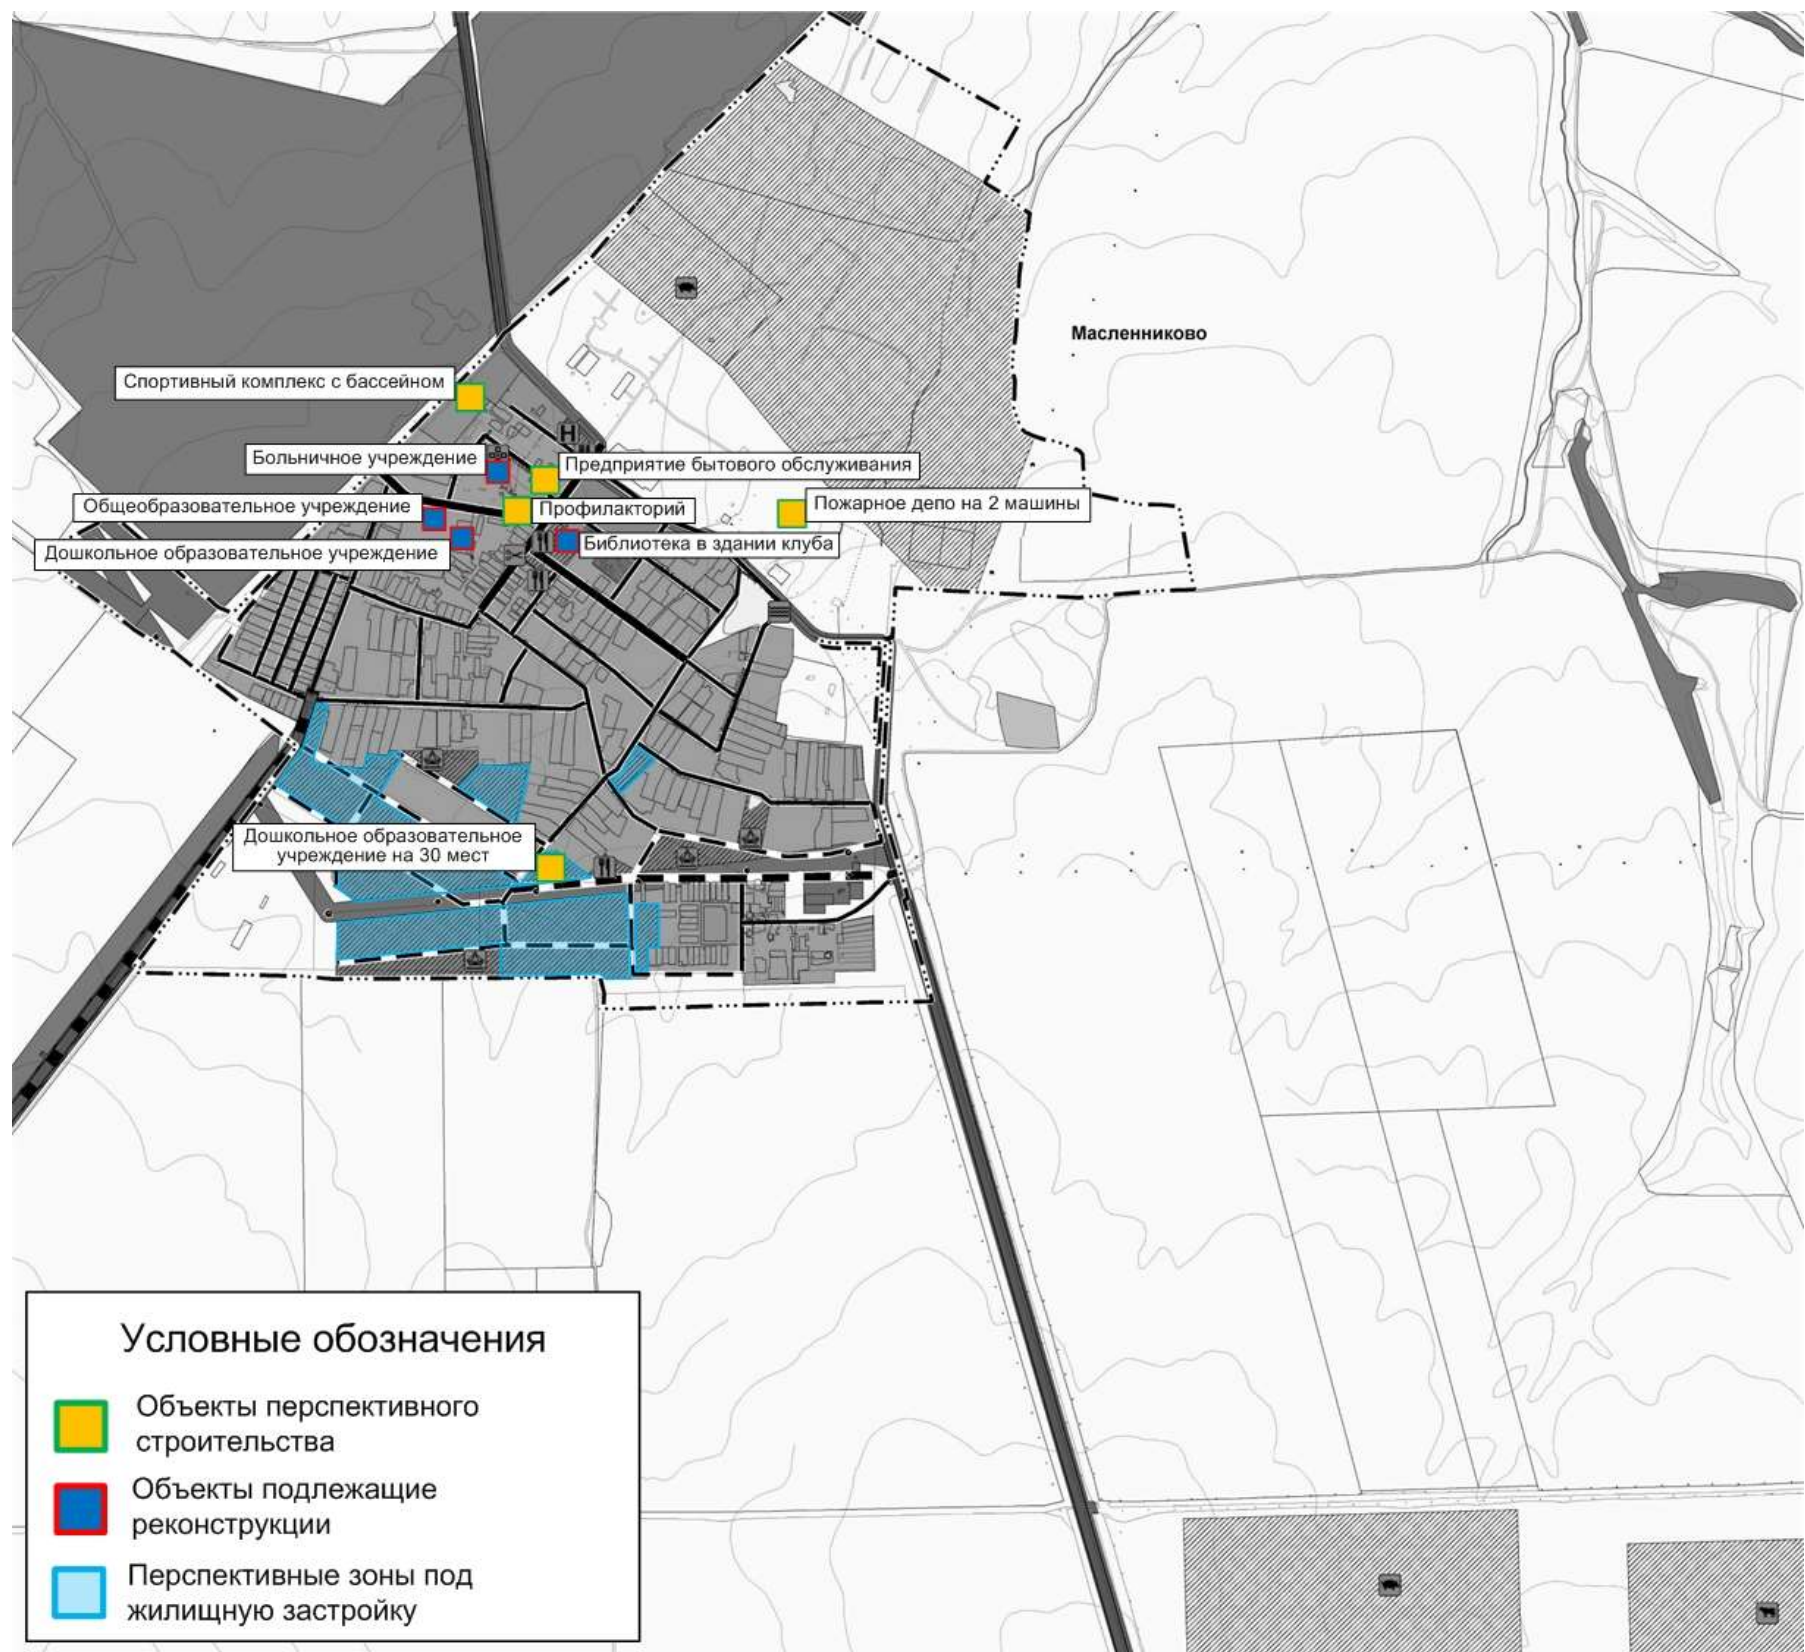 Масленниково
Спортивный комплекс с бассейном
H
Больничное учреждение
Предприятие бытового обслуживания
Общеобразовательное учреждение
Профилакторий
Пожарное депо на 2 машины
Дошкольное образовательное учреждение
Библиотека в здании клуба
Дошкольное образовательное
учреждение на 30 мест
Условные обозначения
Объекты перспективного
строительства
Объекты подлежащие
реконструкции
Перспективные зоны под
жилищную застройку